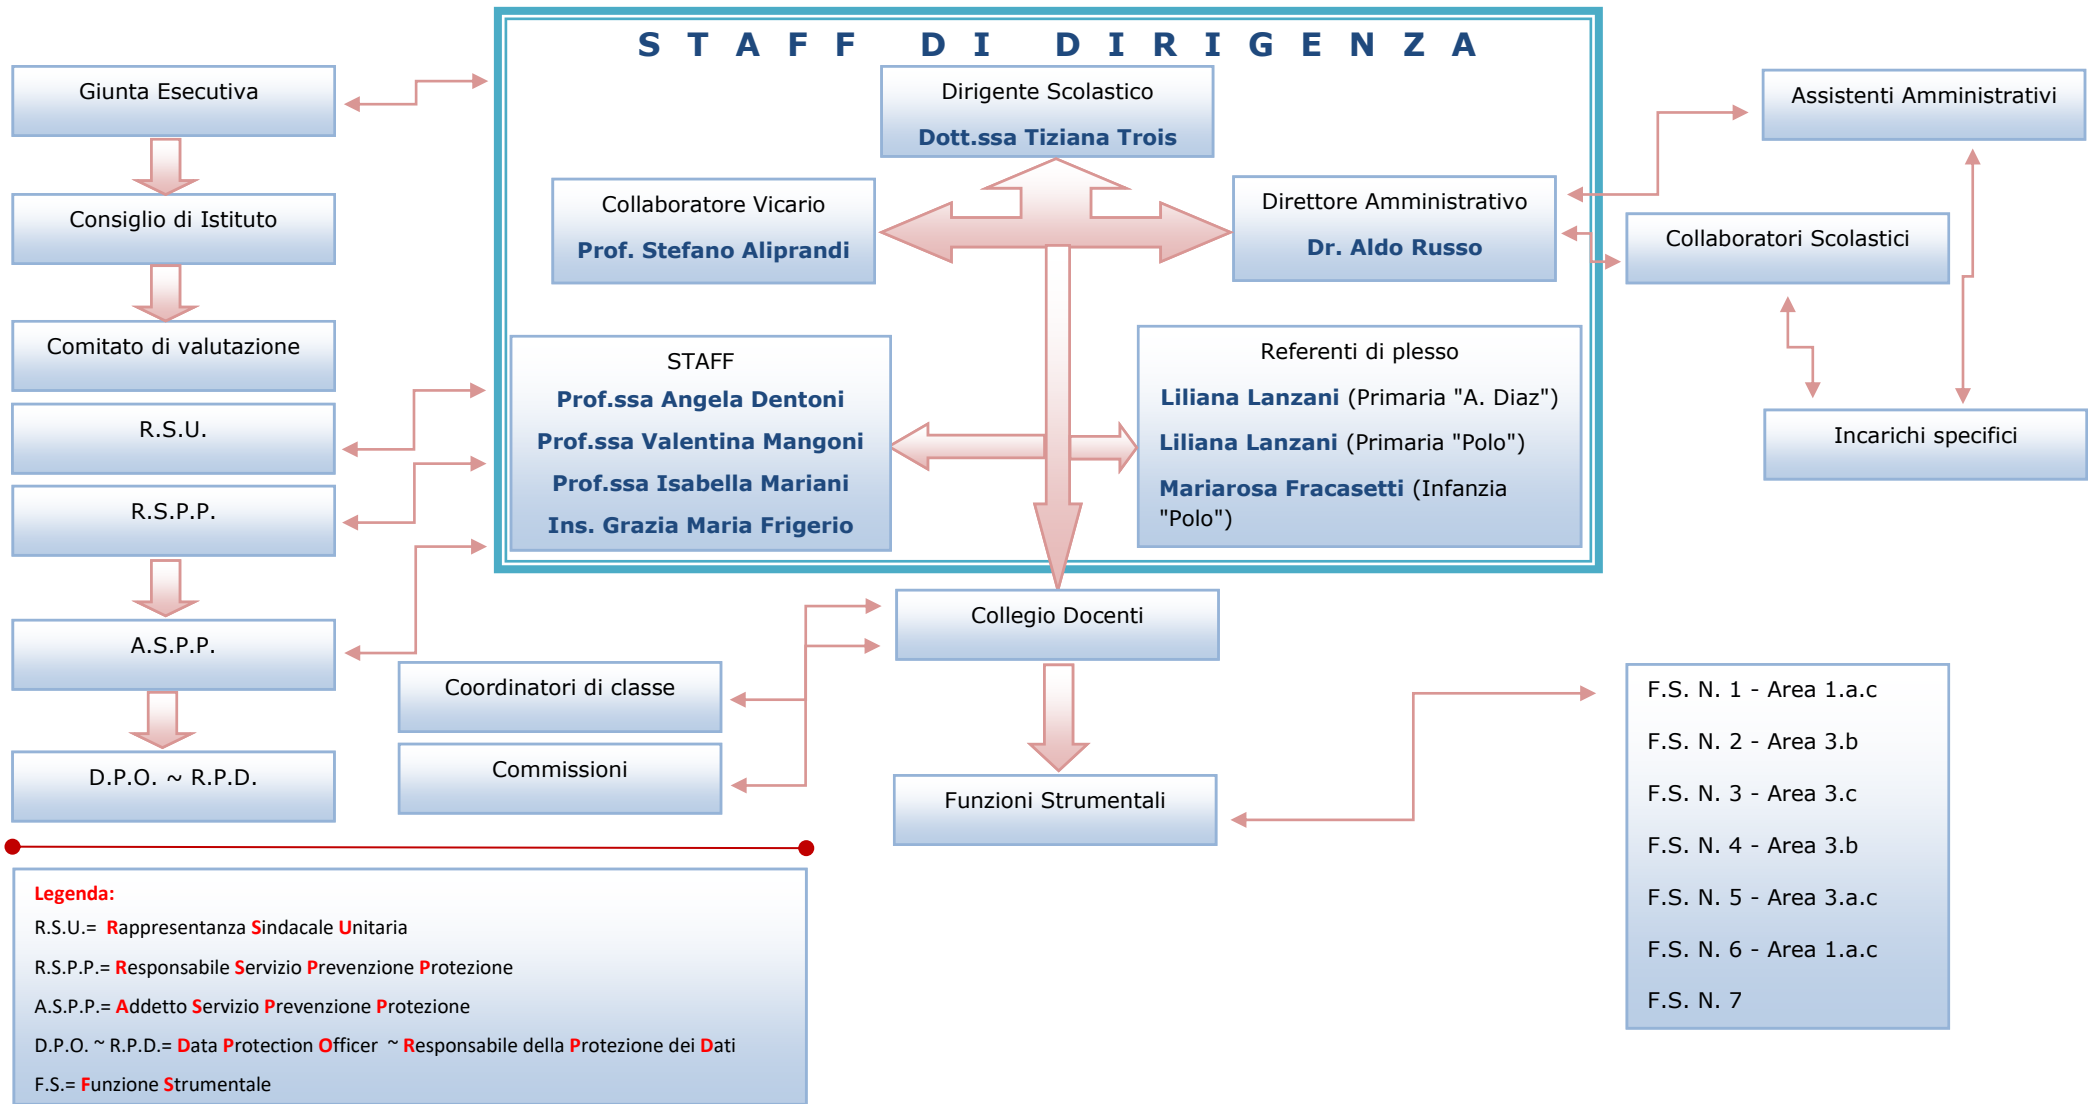 S T A F F   D I   D I R I G E N Z A
Giunta Esecutiva
Consiglio di Istituto
Comitato di valutazione
R.S.U.
R.S.P.P.
A.S.P.P.
D.P.O. ~ R.P.D.
Dirigente Scolastico
Dott.ssa Tiziana Trois
Collaboratore Vicario
Prof. Stefano Aliprandi
Direttore Amministrativo
Dr. Aldo Russo
STAFF
Prof.ssa Angela Dentoni
Prof.ssa Valentina Mangoni
Prof.ssa Isabella Mariani
Ins. Grazia Maria Frigerio
Referenti di plesso
Liliana Lanzani (Primaria "A. Diaz")
Liliana Lanzani (Primaria "Polo")
Mariarosa Fracasetti (Infanzia
"Polo")
Assistenti Amministrativi
Collaboratori Scolastici
Incarichi specifici
Collegio Docenti
Coordinatori di classe
Commissioni
Funzioni Strumentali
F.S. N. 1 - Area 1.a.c
F.S. N. 2 - Area 3.b
F.S. N. 3 - Area 3.c
F.S. N. 4 - Area 3.b
F.S. N. 5 - Area 3.a.c
F.S. N. 6 - Area 1.a.c
F.S. N. 7
Legenda:
R.S.U.= Rappresentanza Sindacale Unitaria
R.S.P.P.= Responsabile Servizio Prevenzione Protezione
A.S.P.P.= Addetto Servizio Prevenzione Protezione
D.P.O. ~ R.P.D.= Data Protection Officer ~ Responsabile della Protezione dei Dati
F.S.= Funzione Strumentale